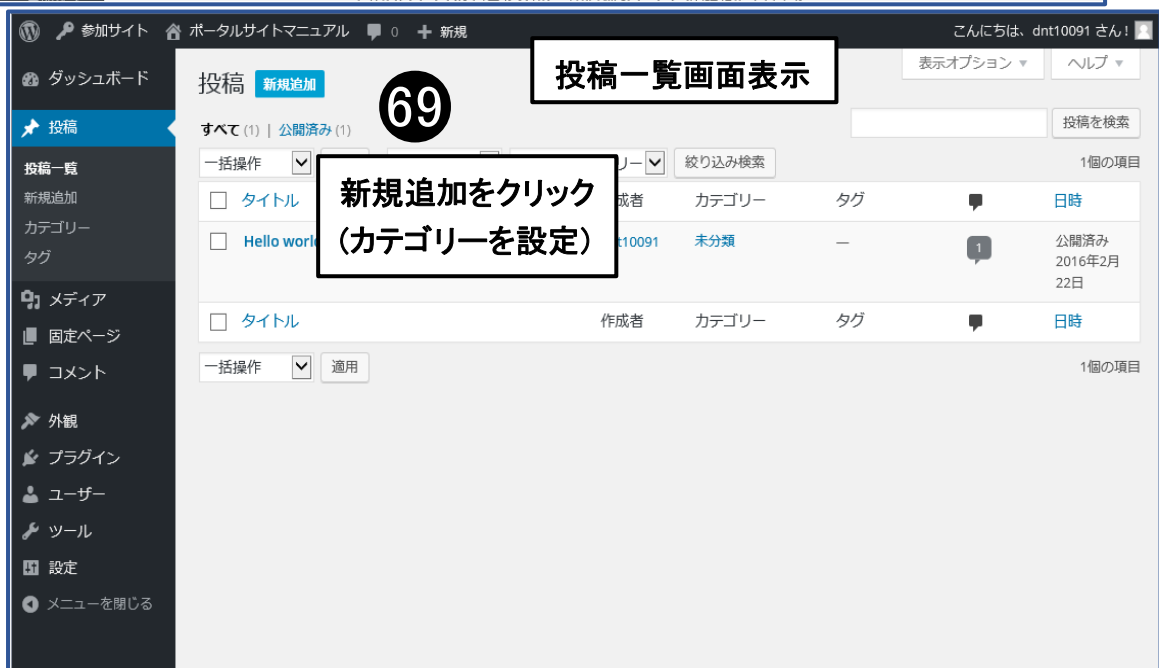 参加サイト ポータルサイトマニュアル 0 + 新規 こんにちは、dnt10091 さん!
投稿一覧画面表示
表示オプション ▼ ヘルプ ▼
ダッシュボード
投稿 新規追加
69
投稿
すべて (1) | 公開済み (1)
投稿を検索
投稿一覧
一括操作
リー 絞り込み検索
1個の項目
新規追加をクリック
(カテゴリーを設定)
新規追加
タイトル 成者 カテゴリー タグ 日時
カテゴリー
Hello worl t10091 未分類 — 1 公開済み
2016年2月
22日
タグ
メディア
タイトル 作成者 カテゴリー タグ 日時
固定ページ
コメント
一括操作 適用 1個の項目
外観
プラグイン
ユーザー
ツール
設定
メニューを閉じる